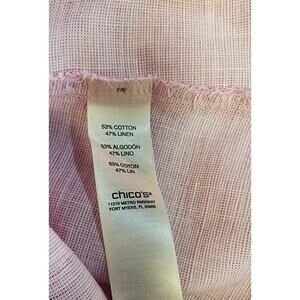 53% COTTON
47% LINEN
53% ALGODÓN
47% LINO
53% COTON
47% LIN
chico's®
11215 METRO PARKWAY
FORT MYERS, FL 33966